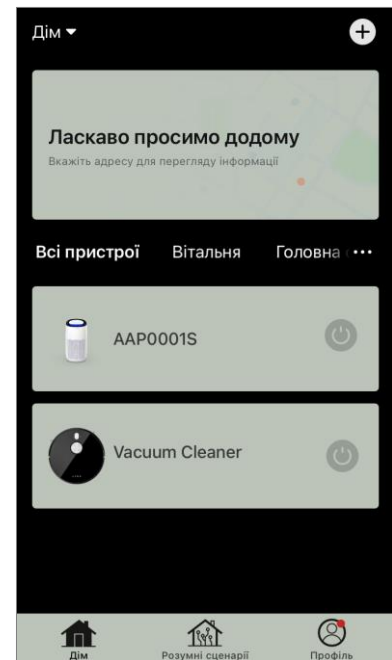 Дім
Ласкаво просимо додому
Вкажіть адресу для перегляду інформації
Всі пристрої Вітальня Головна
AAP0001S
Vacuum Cleaner
Дім Розумні сценарії Профіль